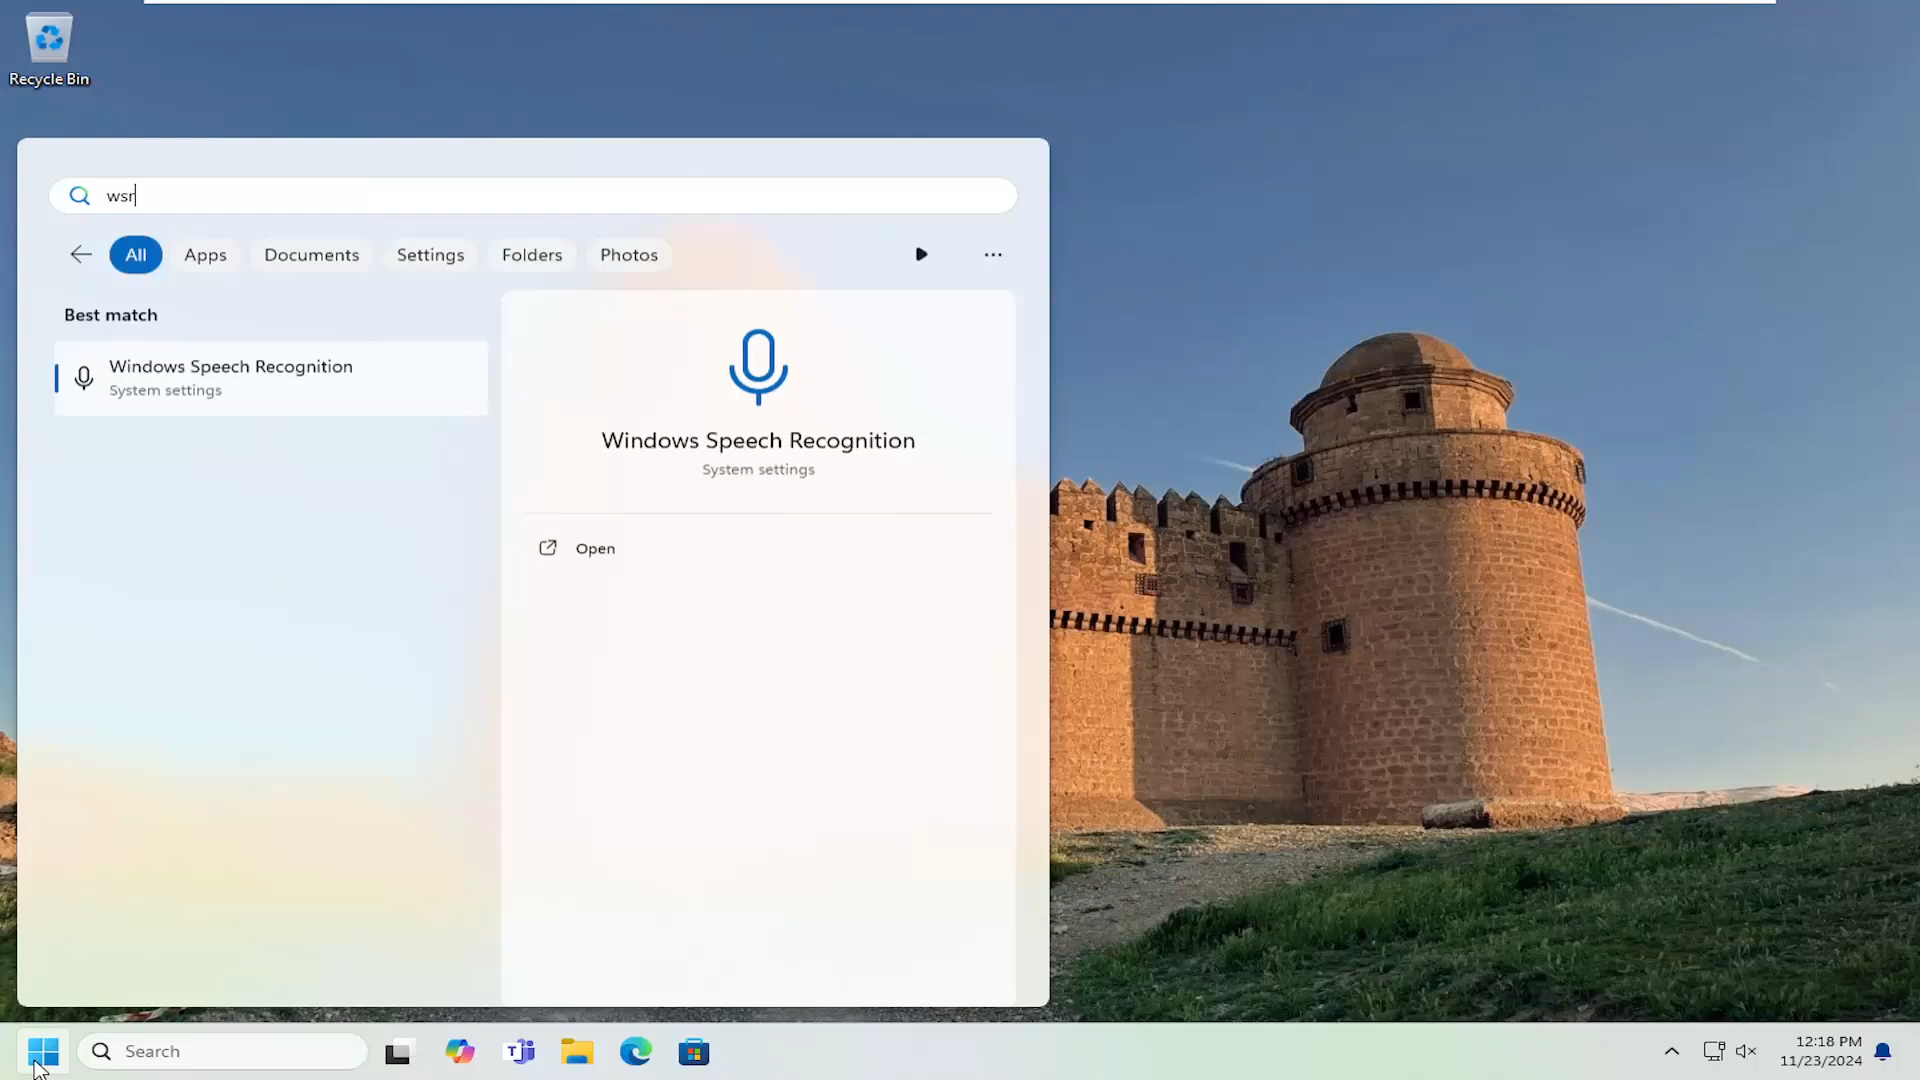 Recycle Bin
wsr
All Apps Documents Settings Folders Photos
Best match
Windows Speech Recognition
System settings
Windows Speech Recognition
System settings
Open
Search
12:18 PM
11/23/2024